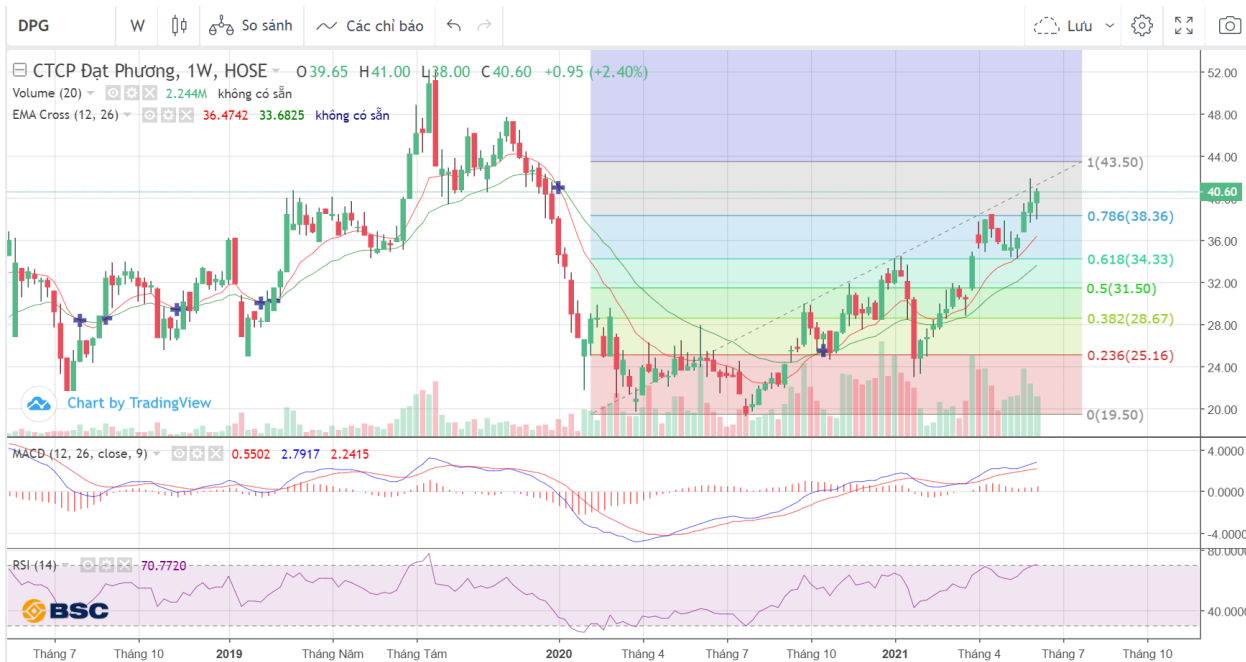 DPG W So sánh Các chỉ báo Lưu
CTCP Đạt Phương, 1W, HOSE O39.65 H41.00 L38.00 C40.60 +0.95 (+2.40%)
Volume (20) 2.244M không có sẵn
EMA Cross (12, 26) 36.4742 33.6825 không có sẵn
52.00
48.00
44.00
1(43.50)
40.60
40.00
0.786(38.36)
36.00
0.618(34.33)
32.00
0.5(31.50)
0.382(28.67)
28.00
0.236(25.16)
24.00
Chart by TradingView
20.00
0(19.50)
MACD (12, 26, close, 9) 0.5502 2.7917 2.2415
4.0000
0.0000
-4.0000
80.0000
RSI (14) 70.7720
BSC
40.0000
Tháng 7 Tháng 10 2019 Tháng Năm Tháng Tám 2020 Tháng 4 Tháng 7 Tháng 10 2021 Tháng 4 Tháng 7 Tháng 10